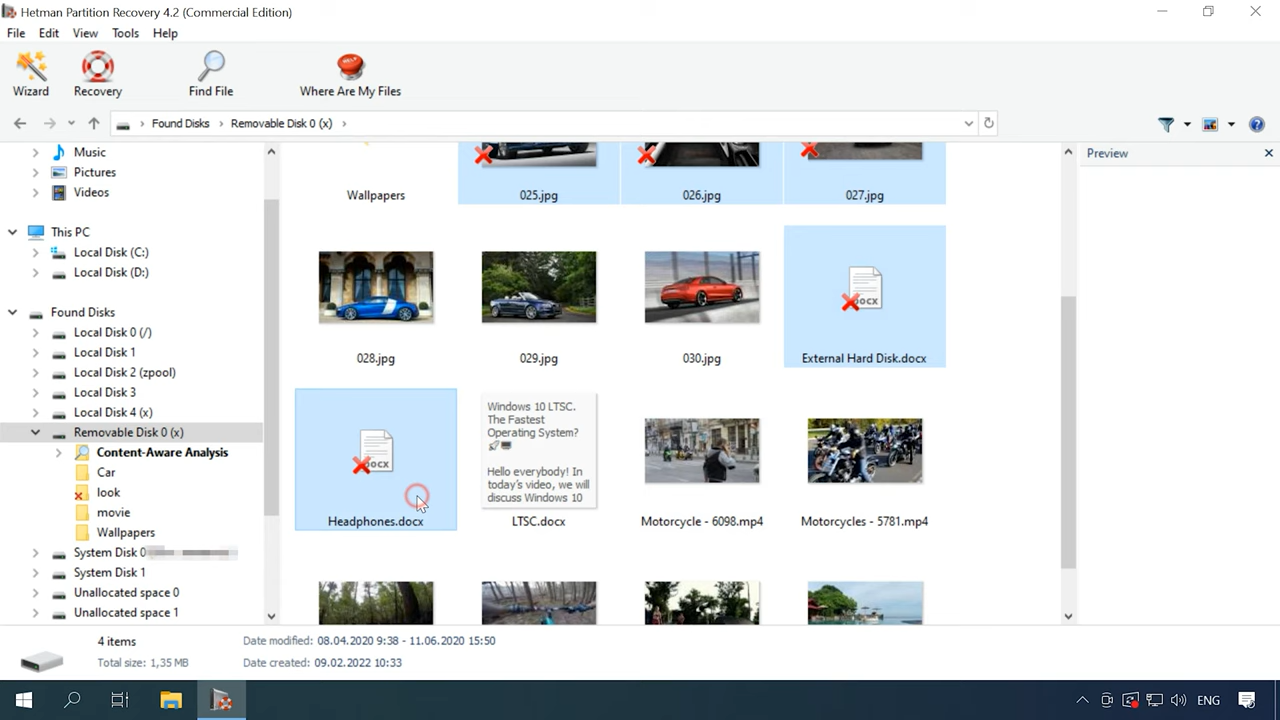 Hetman Partition Recovery 4.2 (Commercial Edition)
File Edit View Tools Help
Wizard Recovery Find File Where Are My Files
Found Disks Removable Disk 0 (x)
Preview
Music
Pictures
Videos
This PC
Local Disk (C:)
Local Disk (D:)
Found Disks
Local Disk 0 (/)
Local Disk 1
Local Disk 2 (zpool)
Local Disk 3
Local Disk 4 (x)
Removable Disk 0 (x)
Content-Aware Analysis
Car
look
movie
Wallpapers
System Disk 0
System Disk 1
Unallocated space 0
Unallocated space 1
Wallpapers 025.jpg 026.jpg 027.jpg
DOCX
028.jpg 029.jpg 030.jpg External Hard Disk.docx
DOCX
Windows 10 LTSC.
The Fastest
Operating System?
Hello everybody! In
today's video, we will
discuss Windows 10
Headphones.docx LTSC.docx Motorcycle - 6098.mp4 Motorcycles - 5781.mp4
4 items Date modified: 08.04.2020 9:38 - 11.06.2020 15:50
Total size: 1,35 MB Date created: 09.02.2022 10:33
ENG